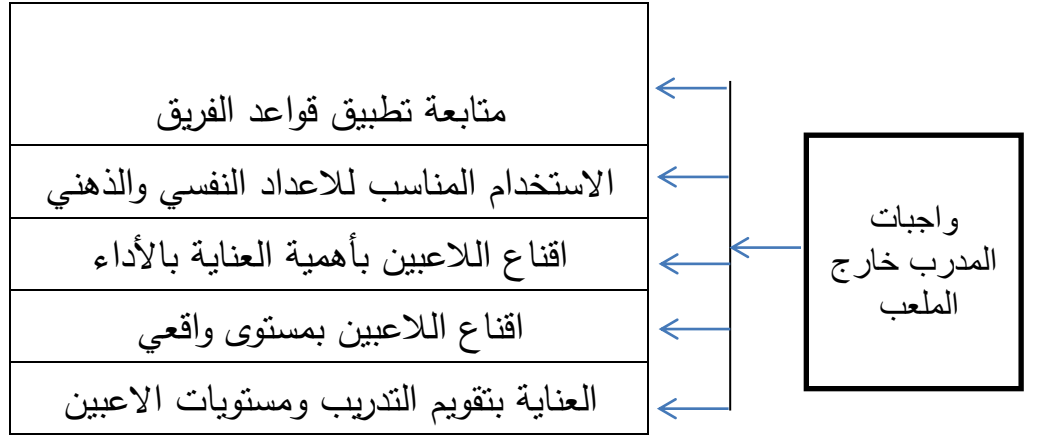 واجبات
المدرب خارج
الملعب
متابعة تطبيق قواعد الفريق
الاستخدام المناسب للاعداد النفسي والذهني
اقناع اللاعبين بأهمية العناية بالأداء
اقناع اللاعبين بمستوى واقعي
العناية بتقويم التدريب ومستويات الاعبين